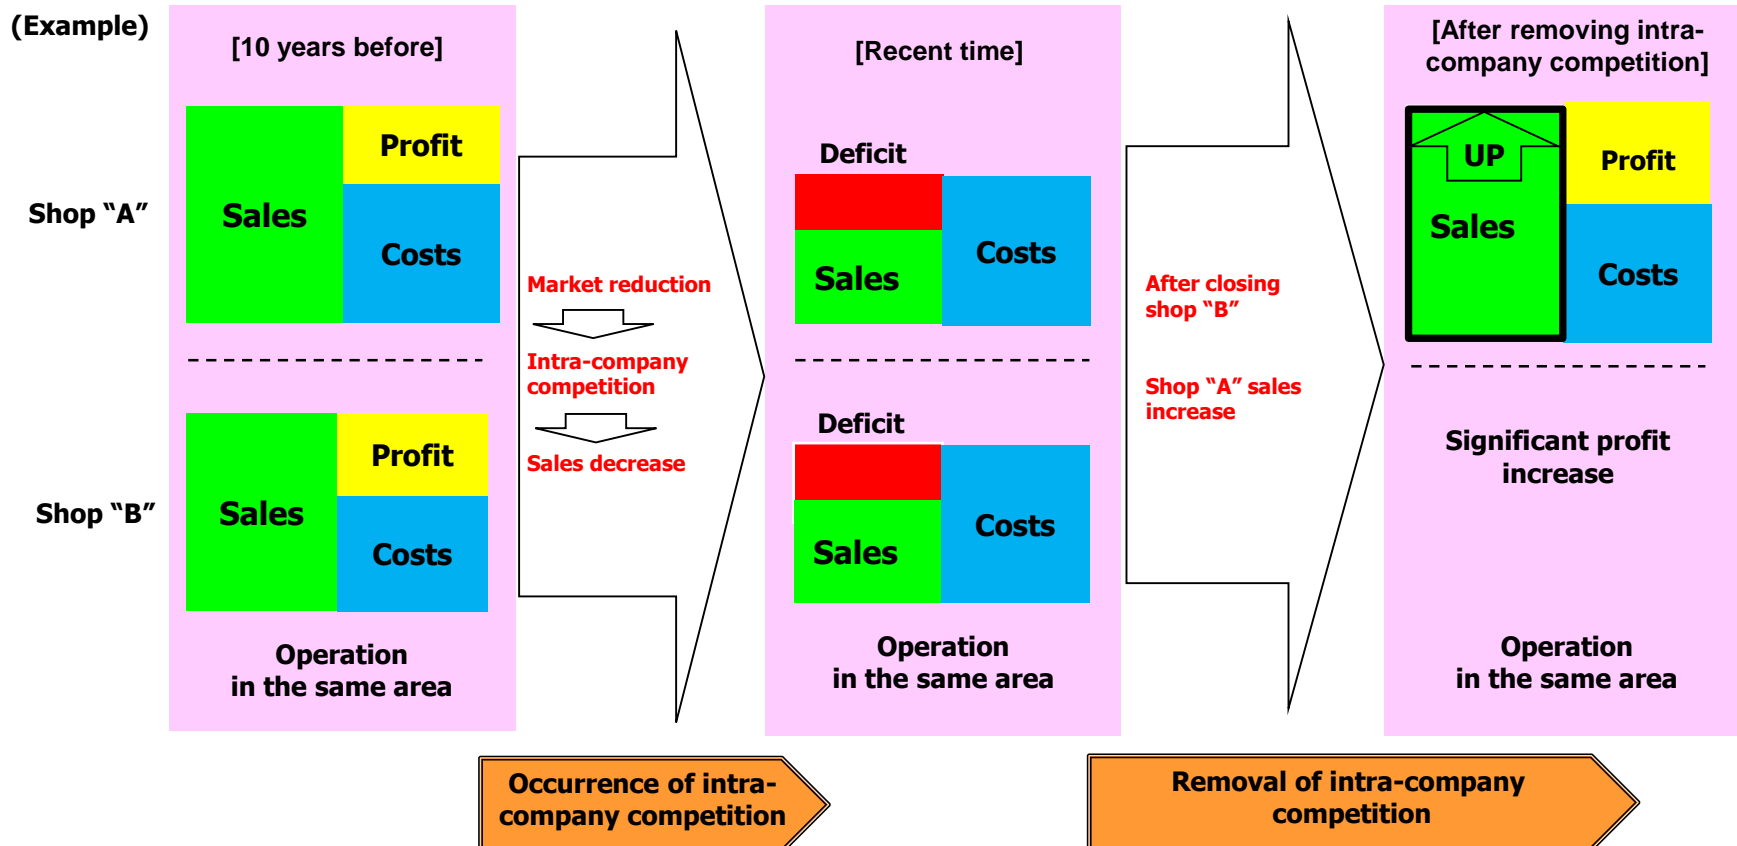 (Example)
[10 years before]
Shop “A”
Sales
Profit
Costs
Shop “B”
Sales
Profit
Costs
Operation
in the same area
Market reduction
Intra-company
competition
Sales decrease
[Recent time]
Deficit
Sales
Costs
Deficit
Sales
Costs
Operation
in the same area
After closing
shop “B”
Shop “A” sales
increase
[After removing intra-
company competition]
UP
Sales
Profit
Costs
Significant profit
increase
Operation
in the same area
Occurrence of intra-
company competition
Removal of intra-company
competition